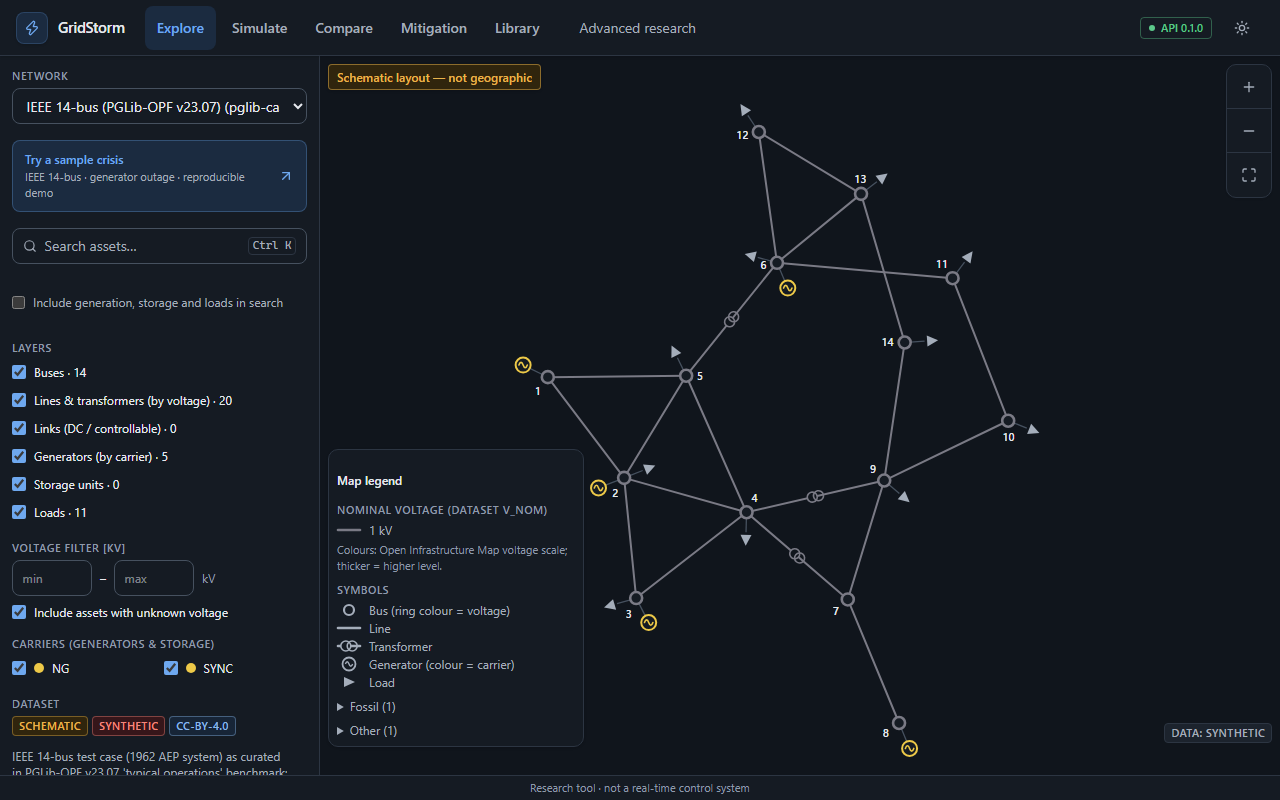 GridStorm
Explore
Simulate
Compare
Mitigation
Library
Advanced research
API 0.1.0
NETWORK
IEEE 14-bus (PGLib-OPF v23.07) (pglib-ca
Try a sample crisis
IEEE 14-bus · generator outage · reproducible
demo
Search assets...
Ctrl K
Include generation, storage and loads in search
LAYERS
Buses · 14
Lines & transformers (by voltage) · 20
Links (DC / controllable) · 0
Generators (by carrier) · 5
Storage units · 0
Loads · 11
VOLTAGE FILTER [KV]
min
–
max
kV
Include assets with unknown voltage
CARRIERS (GENERATORS & STORAGE)
NG
SYNC
DATASET
SCHEMATIC
SYNTHETIC
CC-BY-4.0
IEEE 14-bus test case (1962 AEP system) as curated
in PGLib-OPF v23.07 'typical operations' benchmark;
Schematic layout — not geographic
12
13
6
11
14
5
1
10
9
2
4
3
7
8
Map legend
NOMINAL VOLTAGE (DATASET V_NOM)
1 kV
Colours: Open Infrastructure Map voltage scale;
thicker = higher level.
SYMBOLS
Bus (ring colour = voltage)
Line
Transformer
Generator (colour = carrier)
Load
Fossil (1)
Other (1)
DATA: SYNTHETIC
Research tool · not a real-time control system